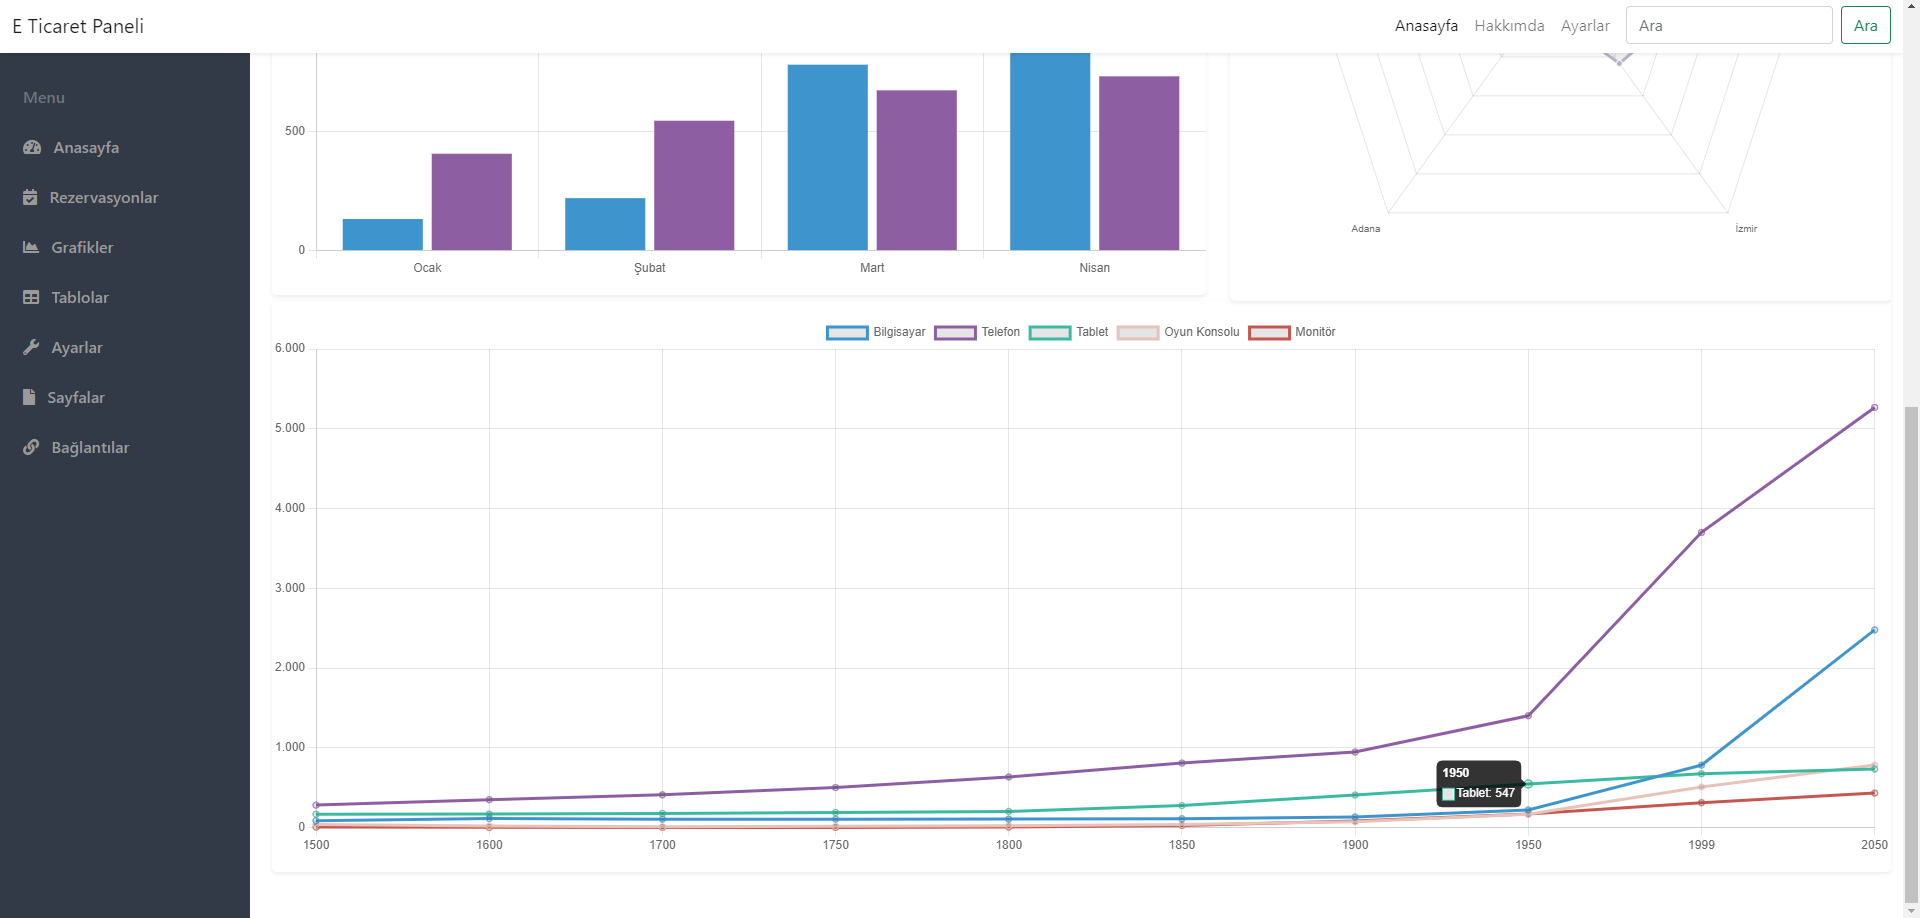 E Ticaret Paneli
Anasayfa Hakkımda Ayarlar Ara Ara
Menu
Anasayfa
Rezervasyonlar
Grafikler
Tablolar
Ayarlar
Sayfalar
Bağlantılar
500
0
Ocak Şubat Mart Nisan
Adana İzmir
Bilgisayar Telefon Tablet Oyun Konsolu Monitör
6.000
5.000
4.000
3.000
2.000
1.000
0
1950
Tablet: 547
1500 1600 1700 1750 1800 1850 1900 1950 1999 2050